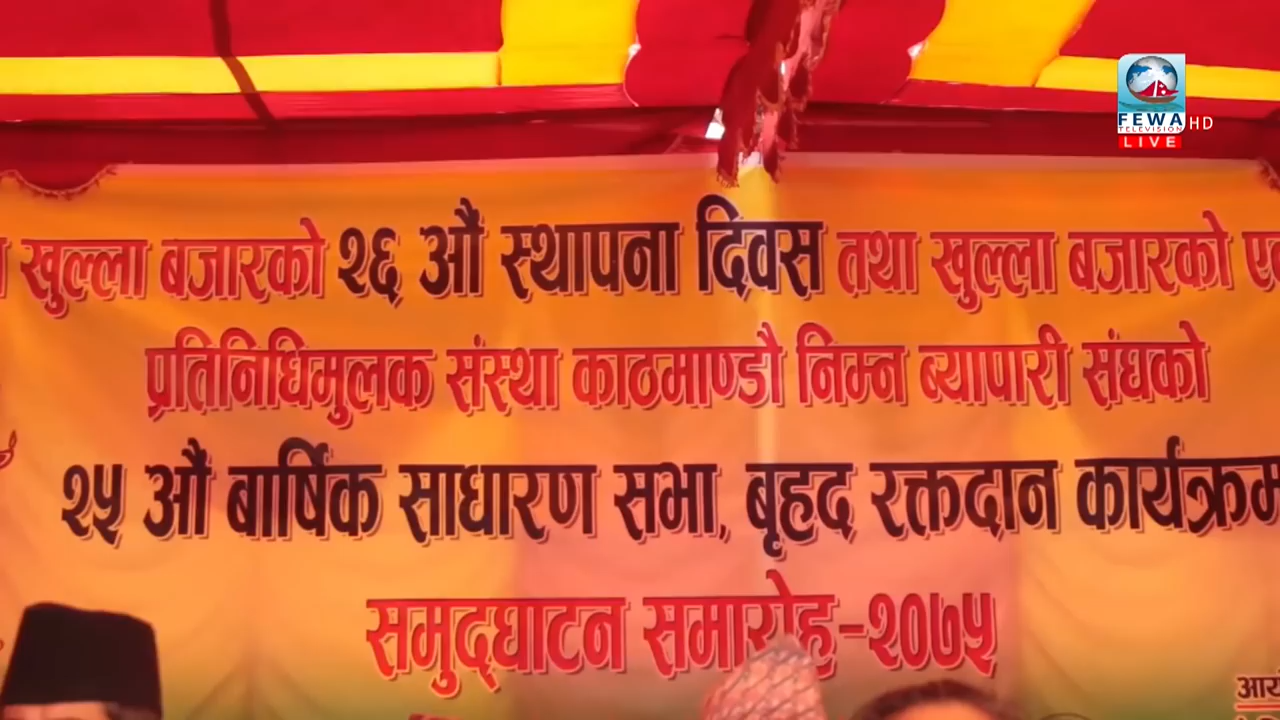 FEWA HD
TELEVISION
LIVE
खुल्ला बजारको २६ औं स्थापना दिवस तथा खुल्ला बजारको
प्रतिनिधिमुलक संस्था काठमाण्डौ निम्न ब्यापारी संघको
२५ औं बार्षिक साधारण सभा, बृहद रक्तदान कार्यक्रम
समुद्घाटन समारोह-२०७५